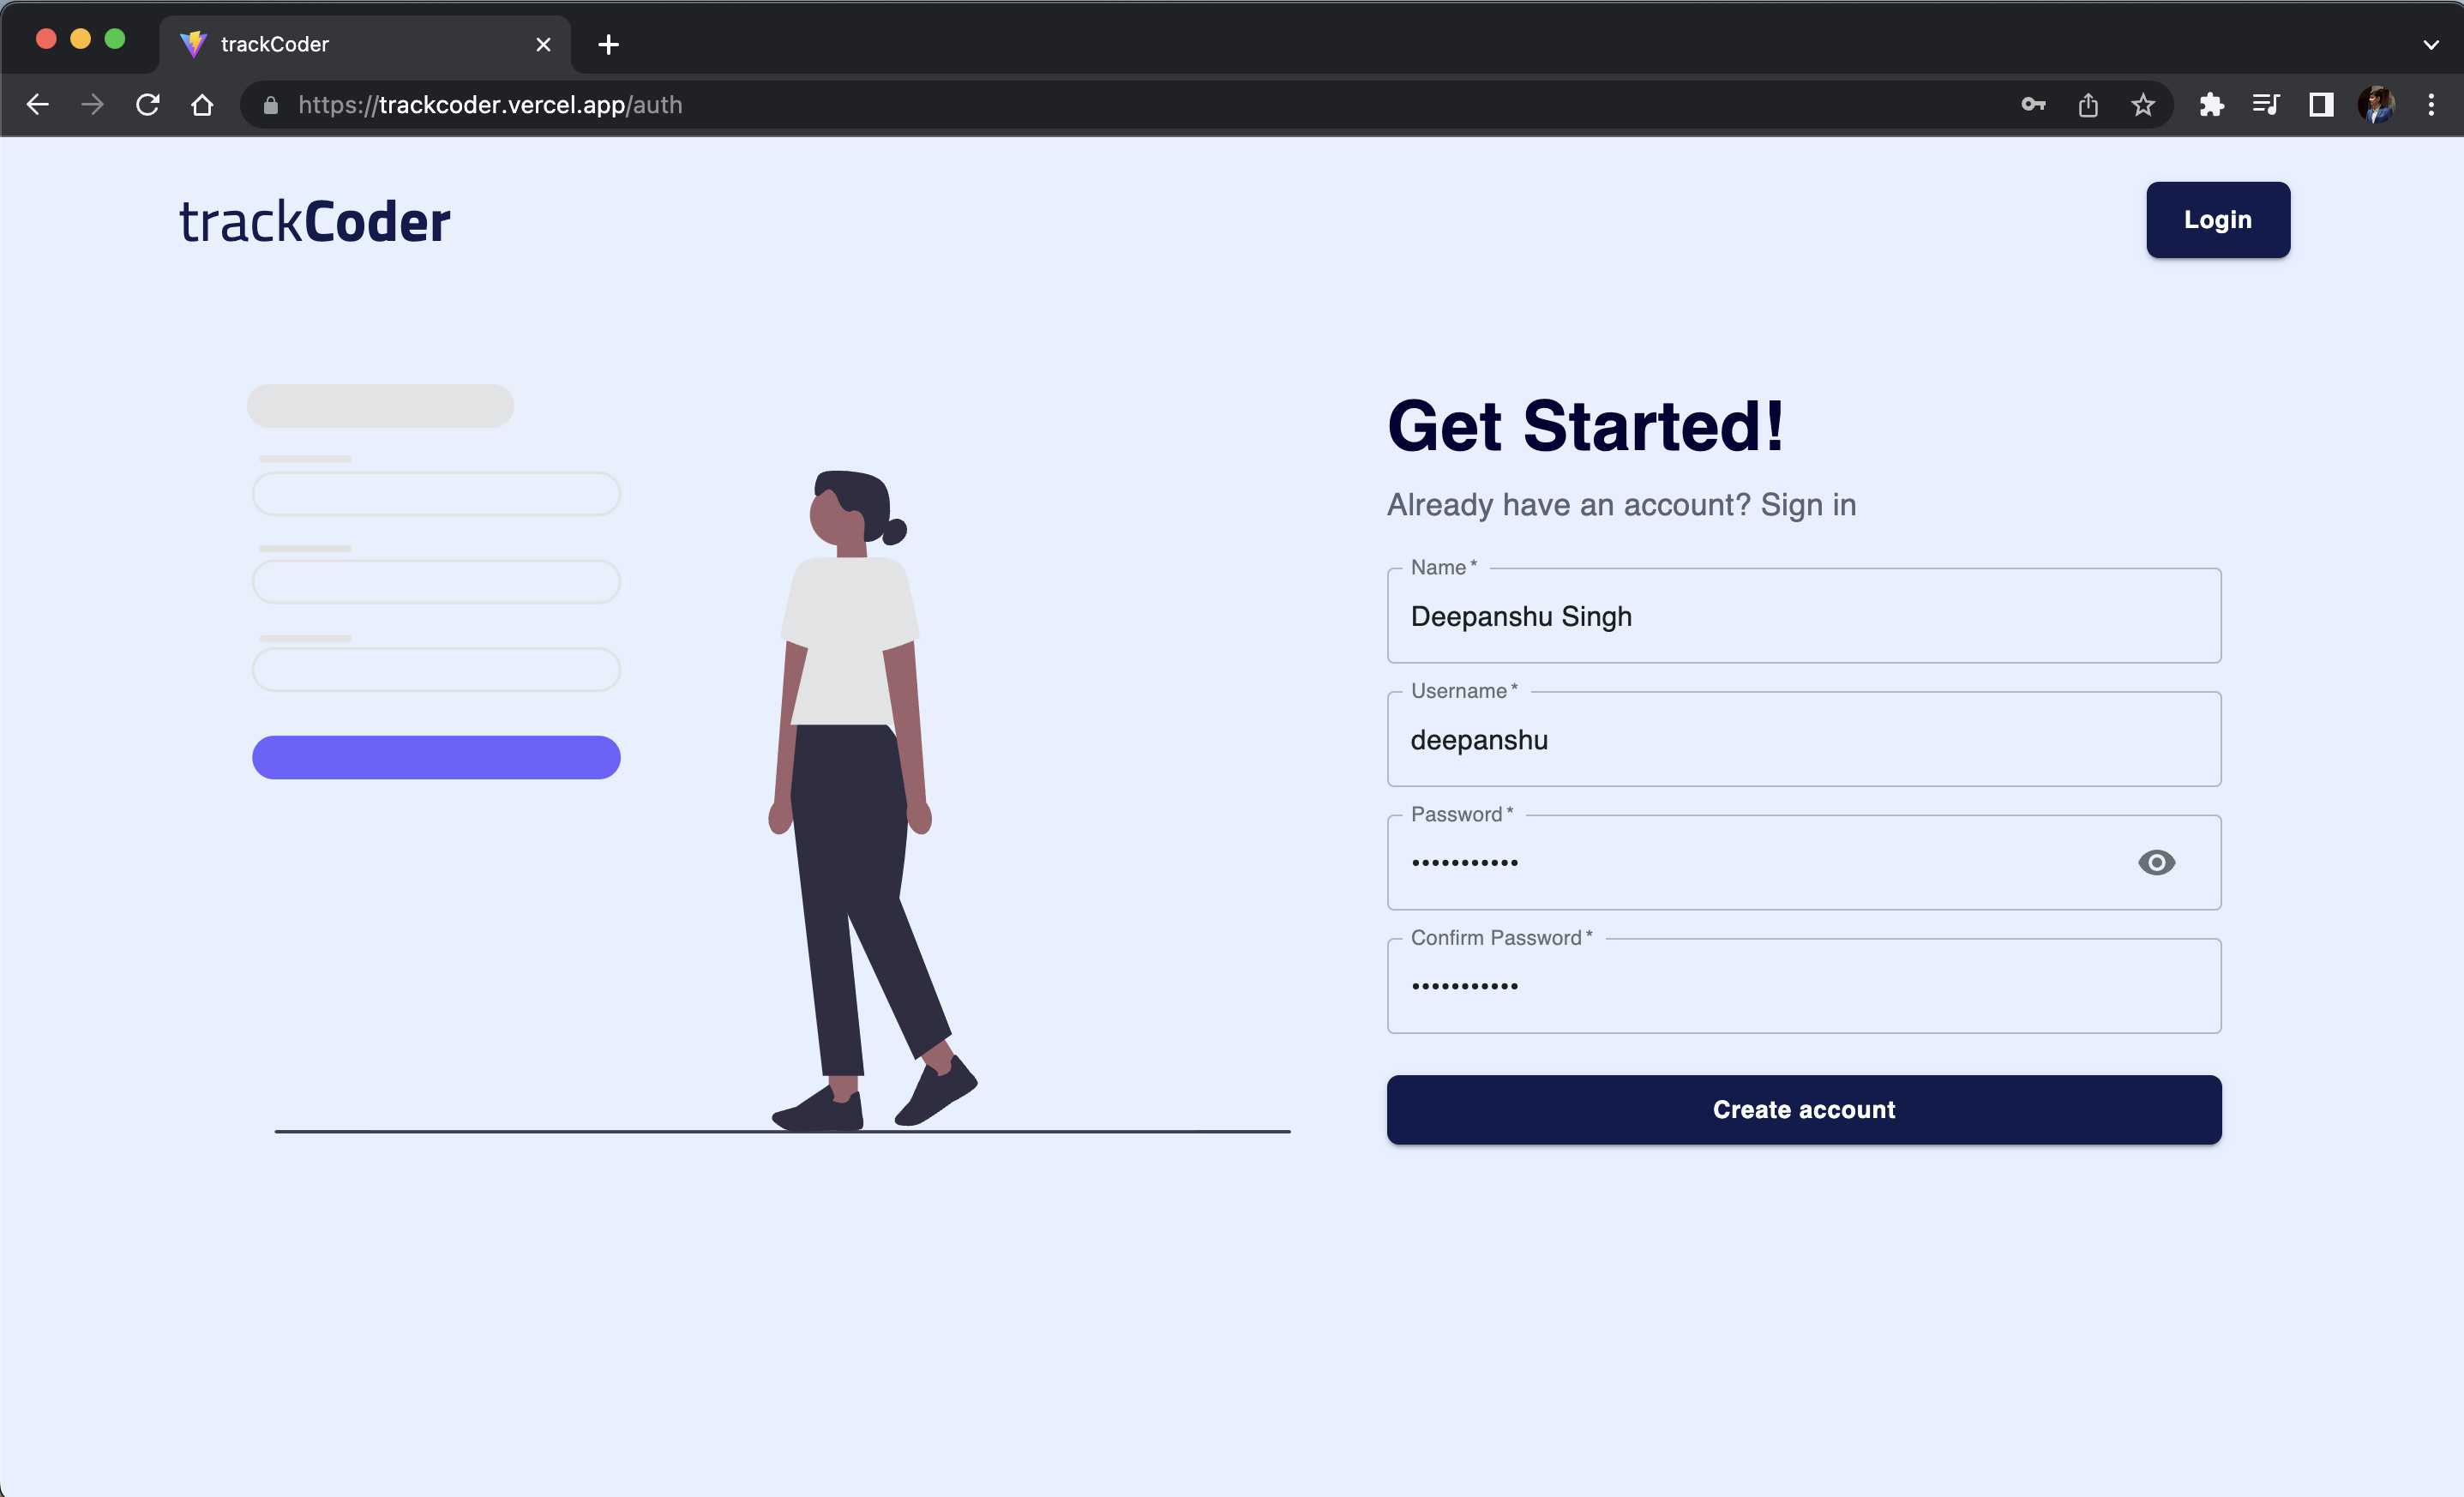 trackCoder
https://trackcoder.vercel.app/auth
trackCoder
Login
Get Started!
Already have an account? Sign in
Name *
Deepanshu Singh
Username *
deepanshu
Password *
•••••••••••
Confirm Password *
•••••••••••
Create account